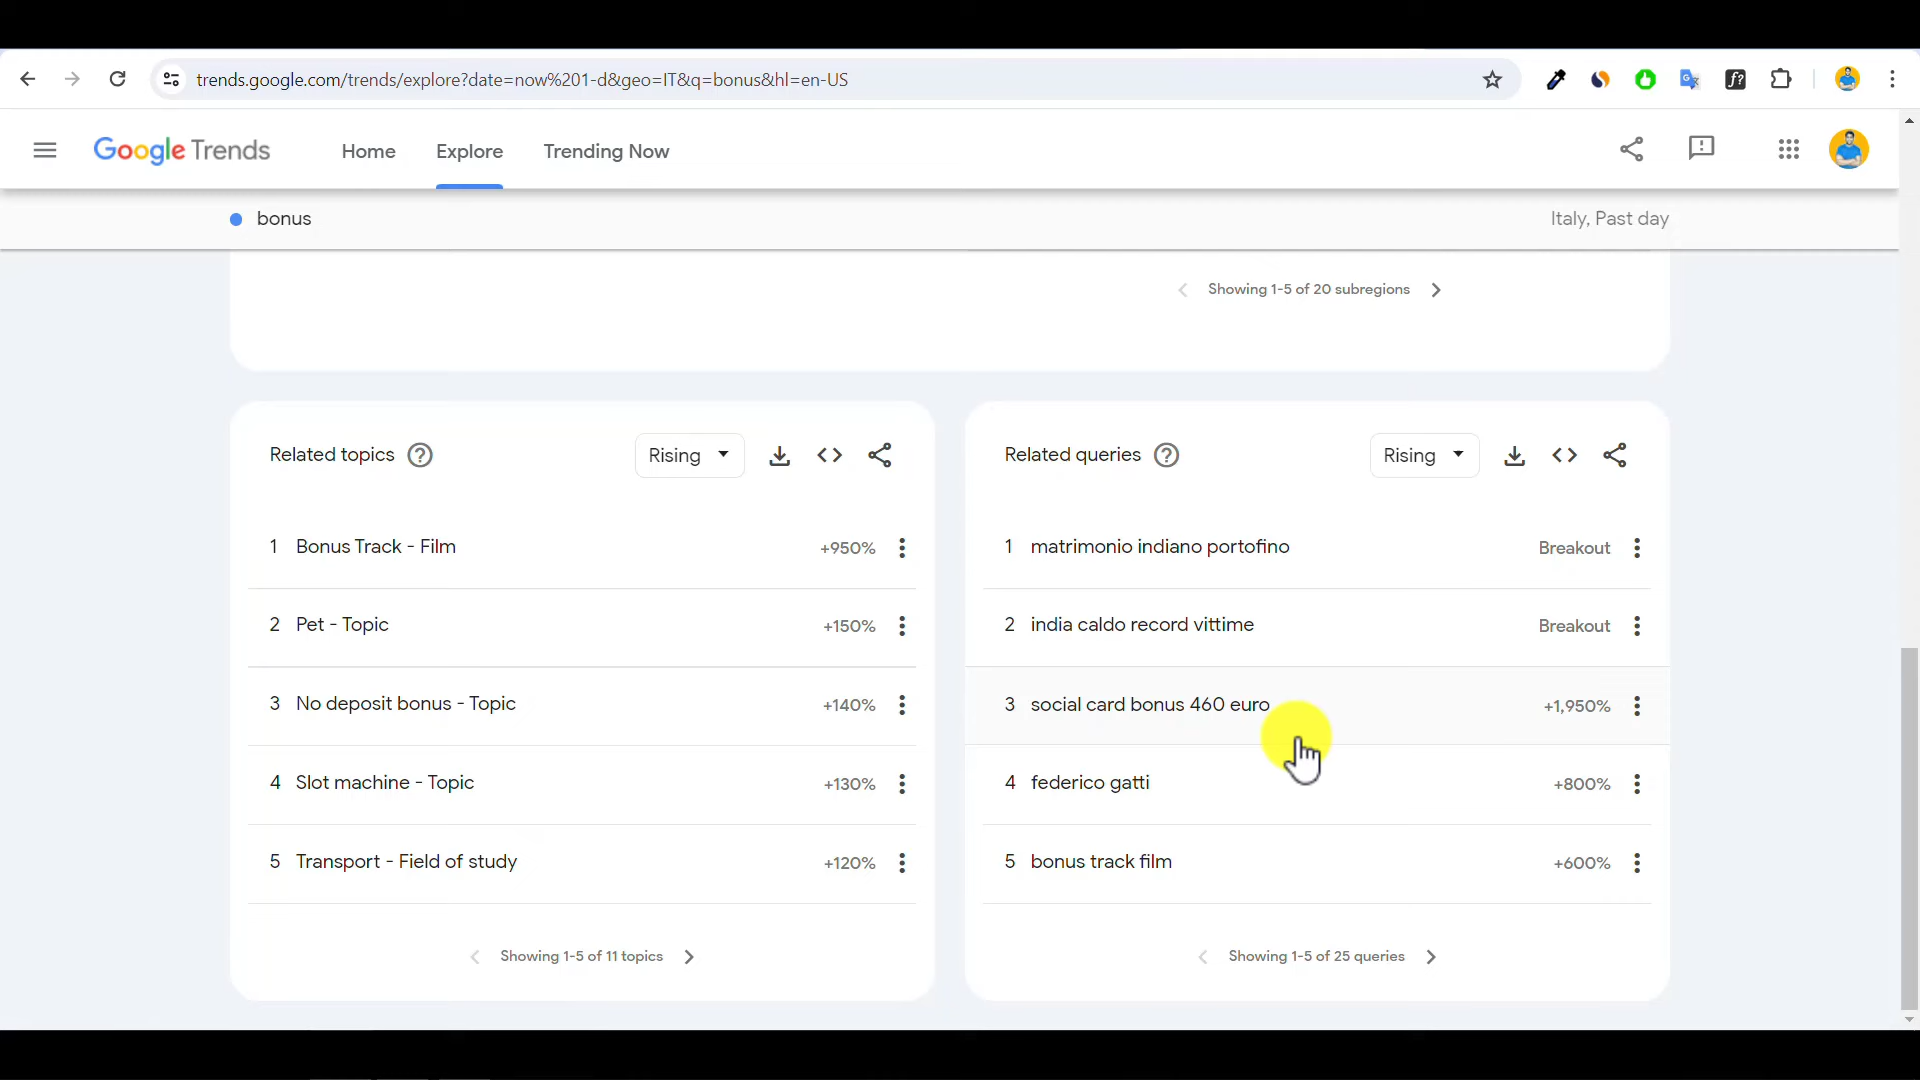 trends.google.com/trends/explore?date=now%201-d&geo=IT&q=bonus&hl=en-US
f?
Google Trends
Home
Explore
Trending Now
bonus
Italy, Past day
Showing 1-5 of 20 subregions
Related topics
Rising
1 Bonus Track - Film +950%
2 Pet - Topic +150%
3 No deposit bonus - Topic +140%
4 Slot machine - Topic +130%
5 Transport - Field of study +120%
Showing 1-5 of 11 topics
Related queries
Rising
1 matrimonio indiano portofino Breakout
2 india caldo record vittime Breakout
3 social card bonus 460 euro +1,950%
4 federico gatti +800%
5 bonus track film +600%
Showing 1-5 of 25 queries